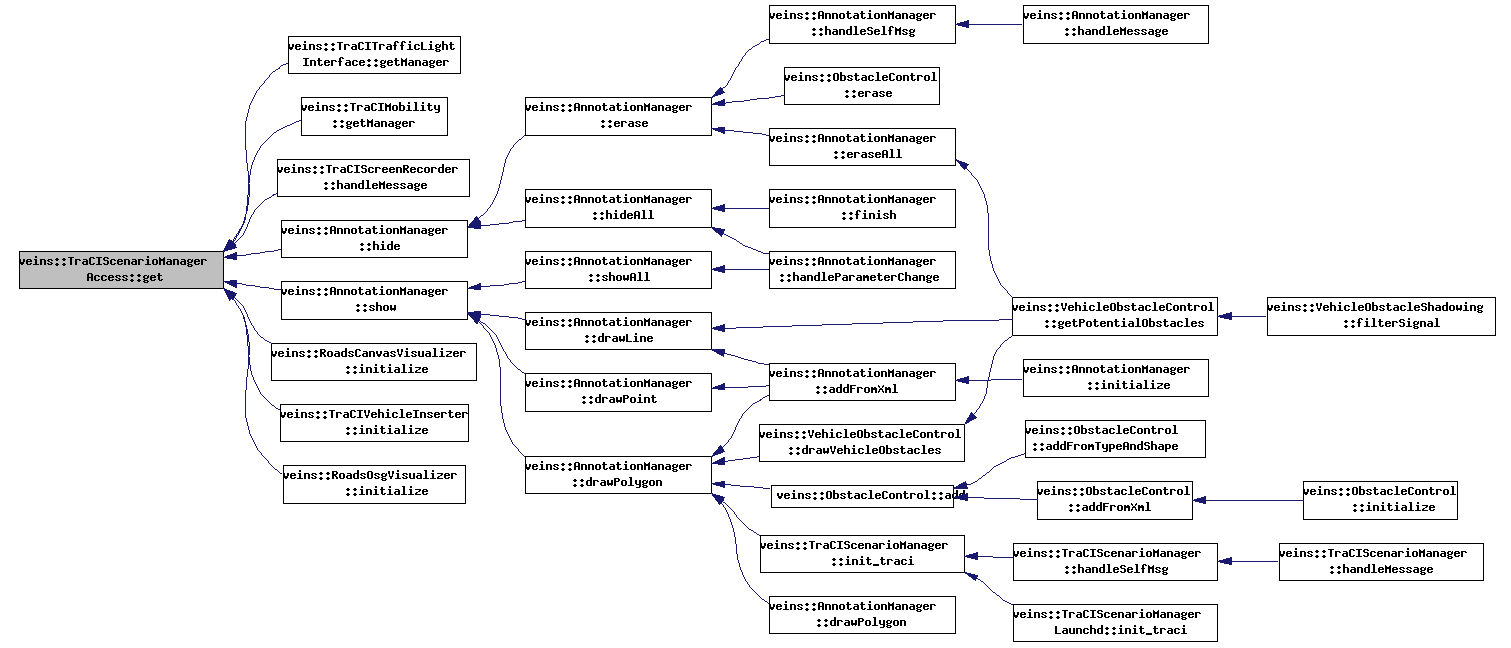 veins::TraCIScenarioManager
Access::get
veins::TraCITrafficLight
Interface::getManager
veins::TraCIMobility
::getManager
veins::TraCIScreenRecorder
::handleMessage
veins::AnnotationManager
::hide
veins::AnnotationManager
::show
veins::RoadsCanvasVisualizer
::initialize
veins::TraCIVehicleInserter
::initialize
veins::RoadsOsgVisualizer
::initialize
veins::AnnotationManager
::erase
veins::AnnotationManager
::hideAll
veins::AnnotationManager
::showAll
veins::AnnotationManager
::drawLine
veins::AnnotationManager
::drawPoint
veins::AnnotationManager
::drawPolygon
veins::AnnotationManager
::handleSelfMsg
veins::ObstacleControl
::erase
veins::AnnotationManager
::eraseAll
veins::AnnotationManager
::finish
veins::AnnotationManager
::handleParameterChange
veins::AnnotationManager
::addFromXml
veins::VehicleObstacleControl
::drawVehicleObstacles
veins::ObstacleControl::add
veins::TraCIScenarioManager
::init_traci
veins::AnnotationManager
::drawPolygon
veins::AnnotationManager
::handleMessage
veins::VehicleObstacleControl
::getPotentialObstacles
veins::AnnotationManager
::initialize
veins::ObstacleControl
::addFromTypeAndShape
veins::ObstacleControl
::addFromXml
veins::TraCIScenarioManager
::handleSelfMsg
veins::TraCIScenarioManager
Launchd::init_traci
veins::VehicleObstacleShadowing
::filterSignal
veins::ObstacleControl
::initialize
veins::TraCIScenarioManager
::handleMessage